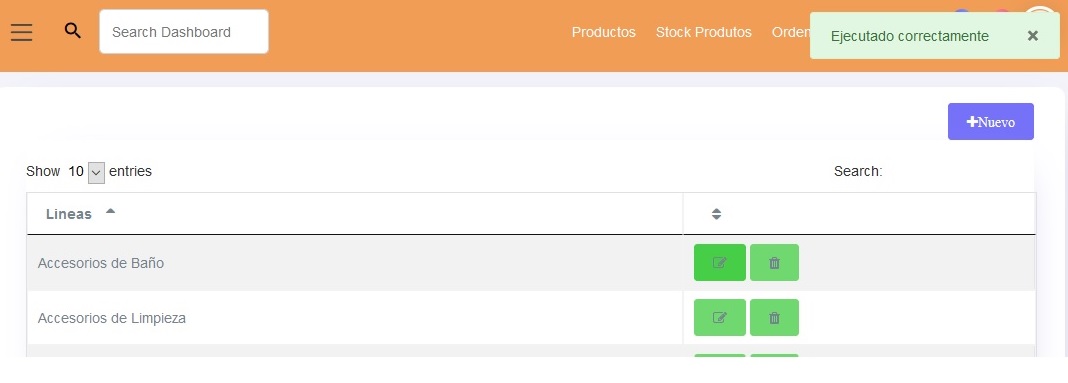 Search Dashboard
Productos Stock Produtos
Ejecutado correctamente ×
+Nuevo
Show 10 entries
Search:
Lineas
Accesorios de Baño
Accesorios de Limpieza